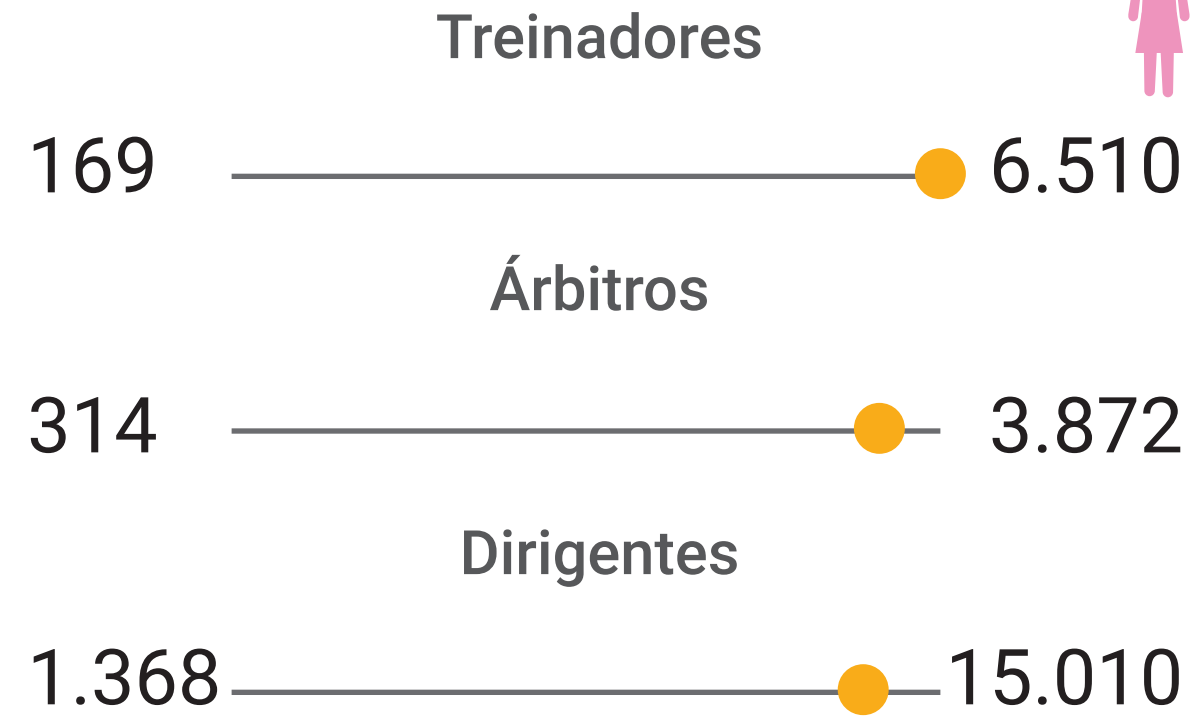 Treinadores
169 6.510
Árbitros
314 3.872
Dirigentes
1.368 15.010